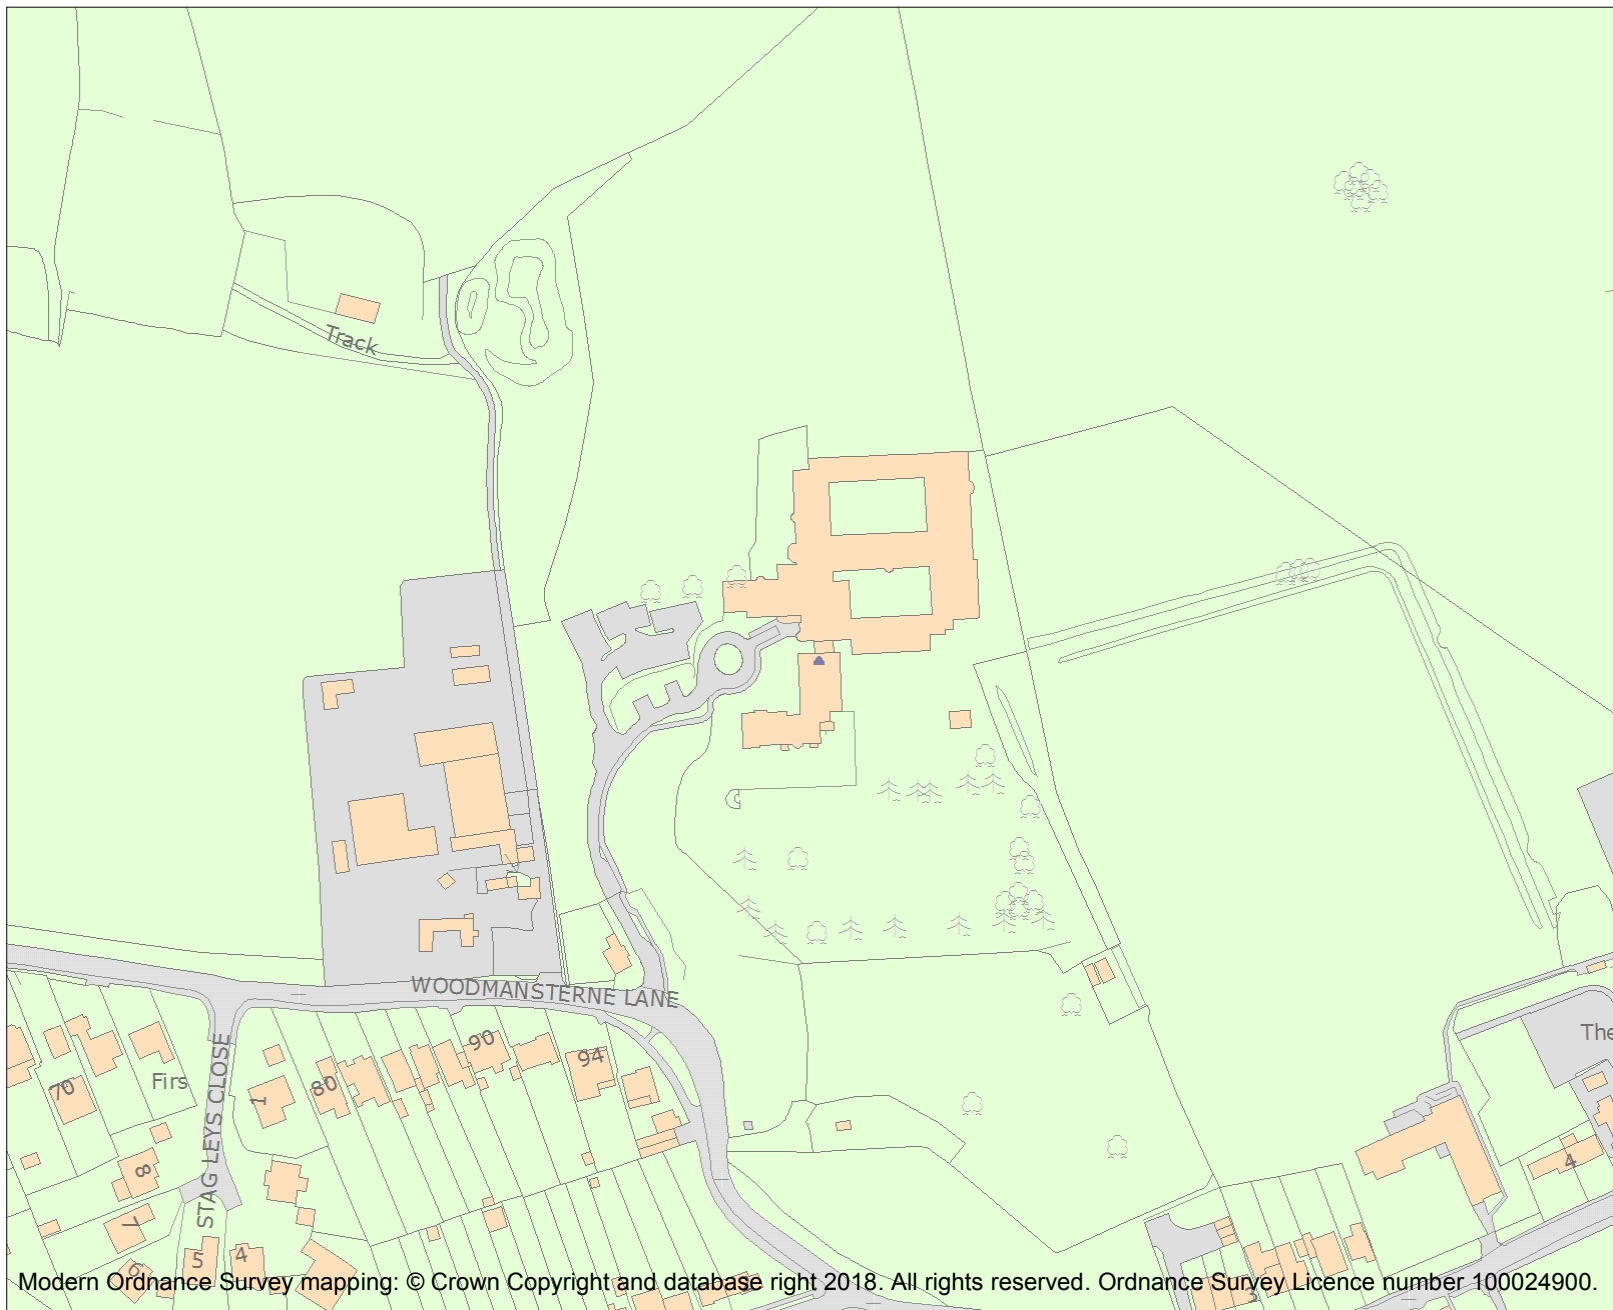 Track
WOODMANSTERNE LANE
STAG LEYS CLOSE
Firs
70
1
80
90
94
8
7
6
5
4
The
4
3
Modern Ordnance Survey mapping: © Crown Copyright and database right 2018. All rights reserved. Ordnance Survey Licence number 100024900.